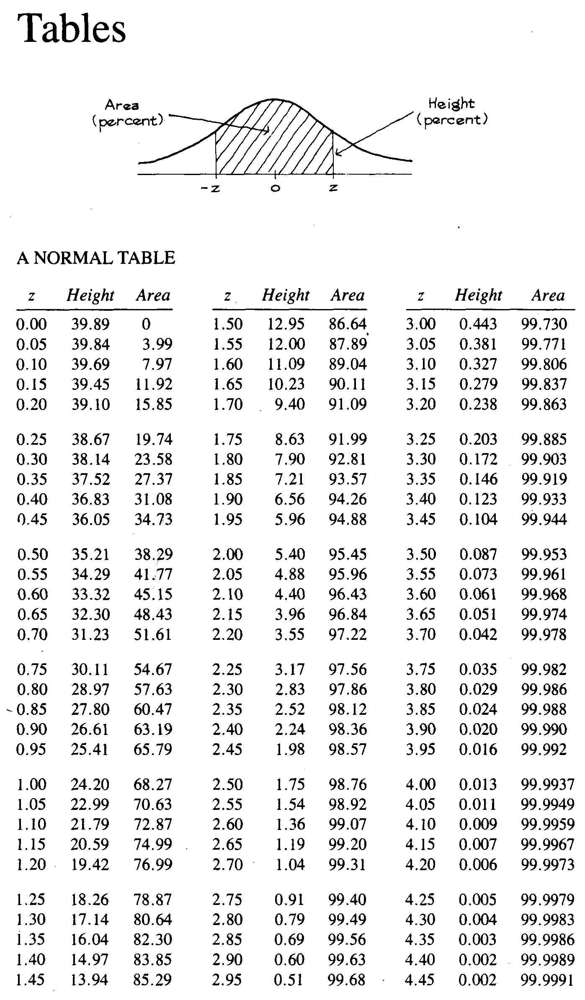 Tables
Area
(percent)
Height
(percent)
-z 0 z
A NORMAL TABLE
z Height Area z Height Area z Height Area
0.00 39.89 0 1.50 12.95 86.64 3.00 0.443 99.730
0.05 39.84 3.99 1.55 12.00 87.89 3.05 0.381 99.771
0.10 39.69 7.97 1.60 11.09 89.04 3.10 0.327 99.806
0.15 39.45 11.92 1.65 10.23 90.11 3.15 0.279 99.837
0.20 39.10 15.85 1.70 9.40 91.09 3.20 0.238 99.863
0.25 38.67 19.74 1.75 8.63 91.99 3.25 0.203 99.885
0.30 38.14 23.58 1.80 7.90 92.81 3.30 0.172 99.903
0.35 37.52 27.37 1.85 7.21 93.57 3.35 0.146 99.919
0.40 36.83 31.08 1.90 6.56 94.26 3.40 0.123 99.933
0.45 36.05 34.73 1.95 5.96 94.88 3.45 0.104 99.944
0.50 35.21 38.29 2.00 5.40 95.45 3.50 0.087 99.953
0.55 34.29 41.77 2.05 4.88 95.96 3.55 0.073 99.961
0.60 33.32 45.15 2.10 4.40 96.43 3.60 0.061 99.968
0.65 32.30 48.43 2.15 3.96 96.84 3.65 0.051 99.974
0.70 31.23 51.61 2.20 3.55 97.22 3.70 0.042 99.978
0.75 30.11 54.67 2.25 3.17 97.56 3.75 0.035 99.982
0.80 28.97 57.63 2.30 2.83 97.86 3.80 0.029 99.986
0.85 27.80 60.47 2.35 2.52 98.12 3.85 0.024 99.988
0.90 26.61 63.19 2.40 2.24 98.36 3.90 0.020 99.990
0.95 25.41 65.79 2.45 1.98 98.57 3.95 0.016 99.992
1.00 24.20 68.27 2.50 1.75 98.76 4.00 0.013 99.9937
1.05 22.99 70.63 2.55 1.54 98.92 4.05 0.011 99.9949
1.10 21.79 72.87 2.60 1.36 99.07 4.10 0.009 99.9959
1.15 20.59 74.99 2.65 1.19 99.20 4.15 0.007 99.9967
1.20 19.42 76.99 2.70 1.04 99.31 4.20 0.006 99.9973
1.25 18.26 78.87 2.75 0.91 99.40 4.25 0.005 99.9979
1.30 17.14 80.64 2.80 0.79 99.49 4.30 0.004 99.9983
1.35 16.04 82.30 2.85 0.69 99.56 4.35 0.003 99.9986
1.40 14.97 83.85 2.90 0.60 99.63 4.40 0.002 99.9989
1.45 13.94 85.29 2.95 0.51 99.68 4.45 0.002 99.9991